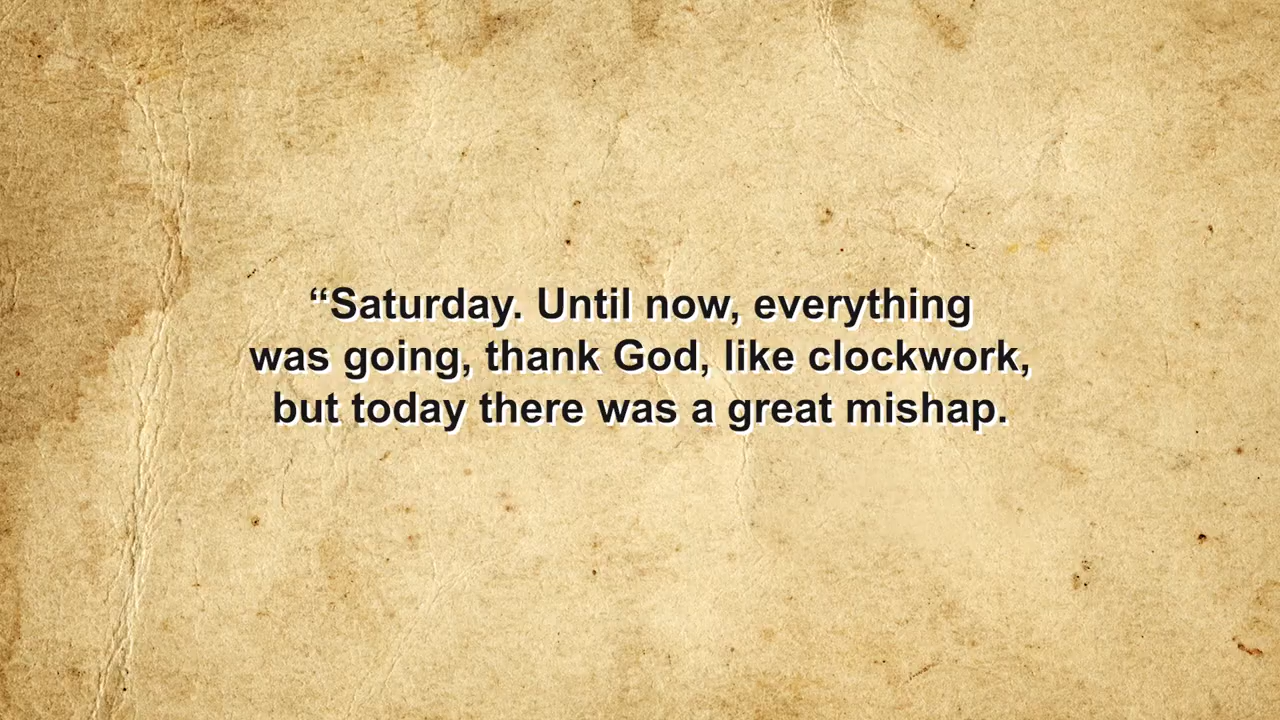 “Saturday. Until now, everything
was going, thank God, like clockwork,
but today there was a great mishap.